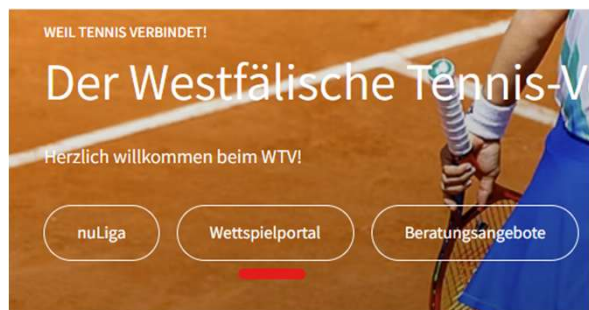 WEIL TENNIS VERBINDET!
Der Westfälische Tennis-V
Herzlich willkommen beim WTV!
nuLiga Wettspielportal Beratungsangebote